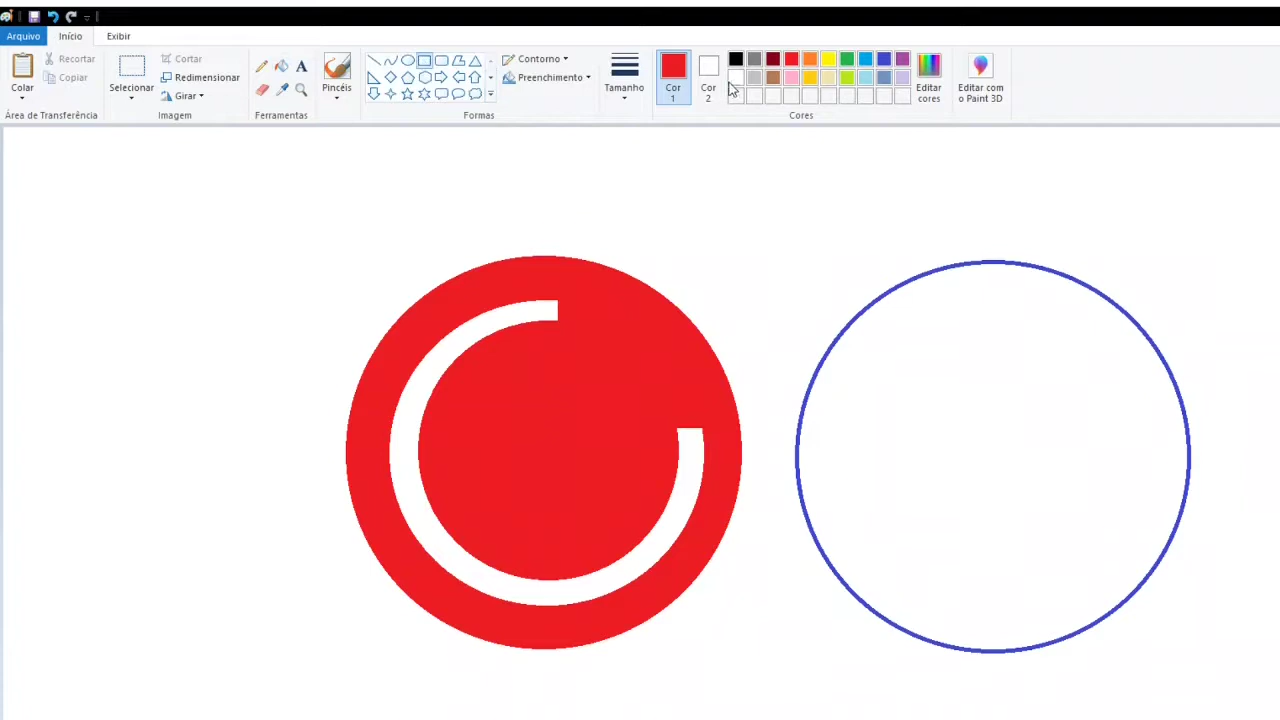 Arquivo Início Exibir
Colar
Recortar
Copiar
Área de Transferência
Selecionar
Cortar
Redimensionar
Girar
Imagem
A
Ferramentas
Pincéis
Contorno
Preenchimento
Formas
Tamanho
Cor
1
Cor
2
Cores
Editar
cores
Editar com
o Paint 3D